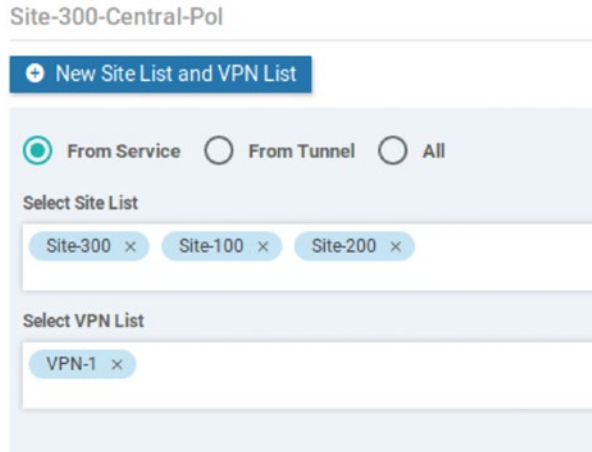 Site-300-Central-Pol
New Site List and VPN List
From Service From Tunnel All
Select Site List
Site-300 × Site-100 × Site-200 ×
Select VPN List
VPN-1 ×